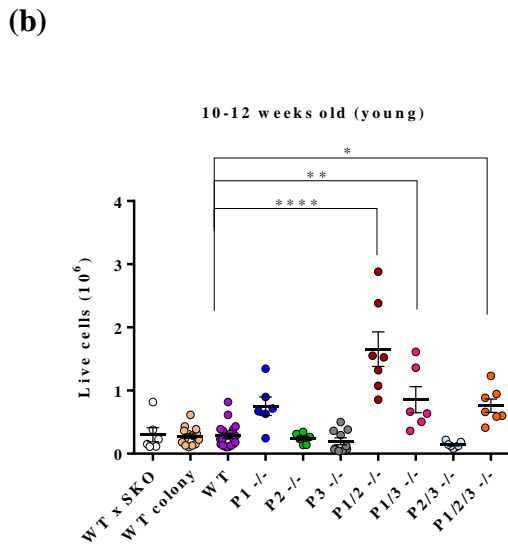 (b)
10-12 weeks old (young)
*
**
****
Live cells (10⁶)
4
3
2
1
0
WT x SKO
WT colony
WT
P1 -/-
P2 -/-
P3 -/-
P1/2 -/-
P1/3 -/-
P2/3 -/-
P1/2/3 -/-